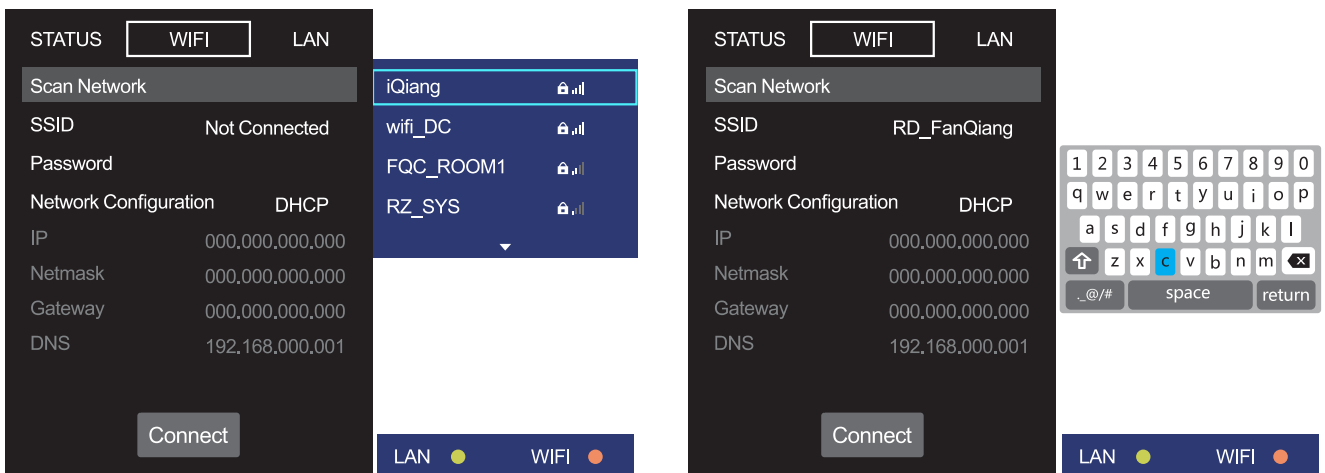 STATUS WIFI LAN
Scan Network
SSID Not Connected
Password
Network Configuration DHCP
IP 000.000.000.000
Netmask 000.000.000.000
Gateway 000.000.000.000
DNS 192.168.000.001
Connect
iQiang
wifi_DC
FQC_ROOM1
RZ_SYS
LAN WIFI
STATUS WIFI LAN
Scan Network
SSID RD_FanQiang
Password
Network Configuration DHCP
IP 000.000.000.000
Netmask 000.000.000.000
Gateway 000.000.000.000
DNS 192.168.000.001
Connect
1 2 3 4 5 6 7 8 9 0
q w e r t y u i o p
a s d f g h j k l
z x c v b n m
._@/# space return
LAN WIFI